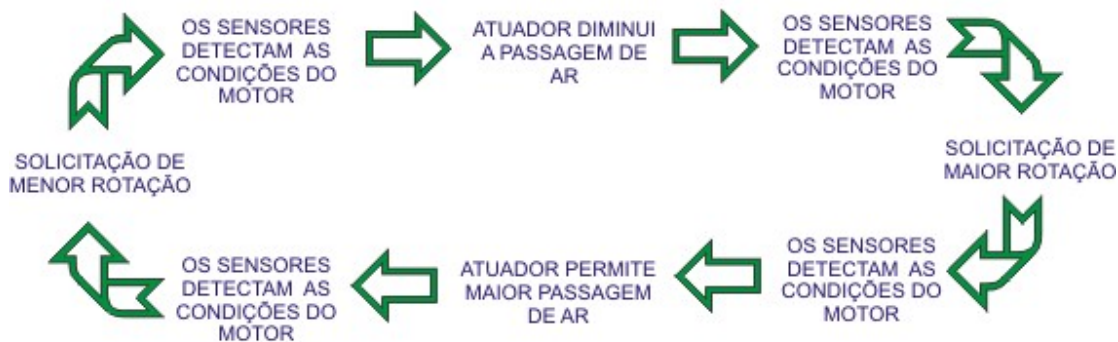 OS SENSORES
DETECTAM AS
CONDIÇÕES DO
MOTOR
ATUADOR DIMINUI
A PASSAGEM DE
AR
OS SENSORES
DETECTAM AS
CONDIÇÕES DO
MOTOR
SOLICITAÇÃO DE
MAIOR ROTAÇÃO
OS SENSORES
DETECTAM AS
CONDIÇÕES DO
MOTOR
ATUADOR PERMITE
MAIOR PASSAGEM
DE AR
OS SENSORES
DETECTAM AS
CONDIÇÕES DO
MOTOR
SOLICITAÇÃO DE
MENOR ROTAÇÃO